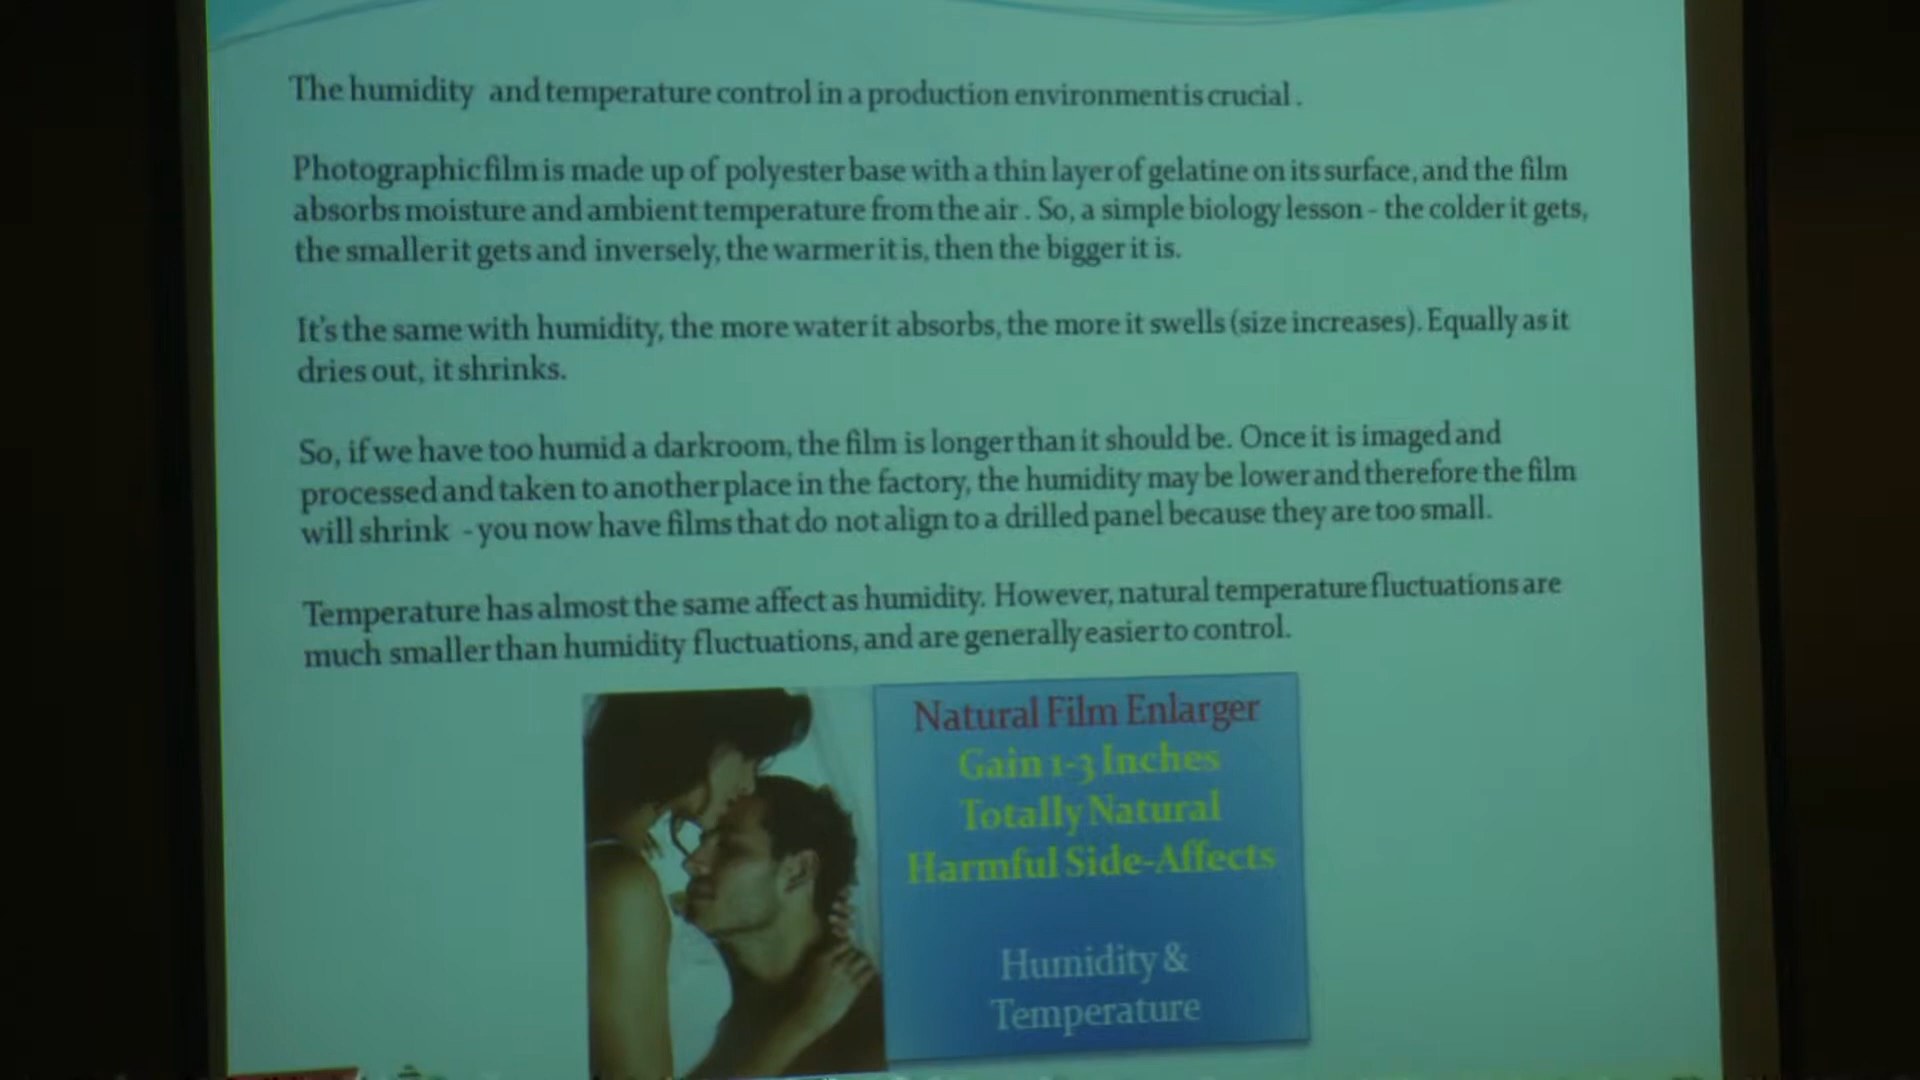 The humidity and temperature control in a production environment is crucial .
Photographic film is made up of polyester base with a thin layer of gelatine on its surface, and the film
absorbs moisture and ambient temperature from the air . So, a simple biology lesson - the colder it gets,
the smaller it gets and inversely, the warmer it is, then the bigger it is.
It's the same with humidity, the more water it absorbs, the more it swells (size increases). Equally as it
dries out, it shrinks.
So, if we have too humid a darkroom, the film is longer than it should be. Once it is imaged and
processed and taken to another place in the factory, the humidity may be lower and therefore the film
will shrink - you now have films that do not align to a drilled panel because they are too small.
Temperature has almost the same affect as humidity. However, natural temperature fluctuations are
much smaller than humidity fluctuations, and are generally easier to control.
Natural Film Enlarger
Gain 1-3 Inches
Totally Natural
Harmful Side-Affects
Humidity &
Temperature